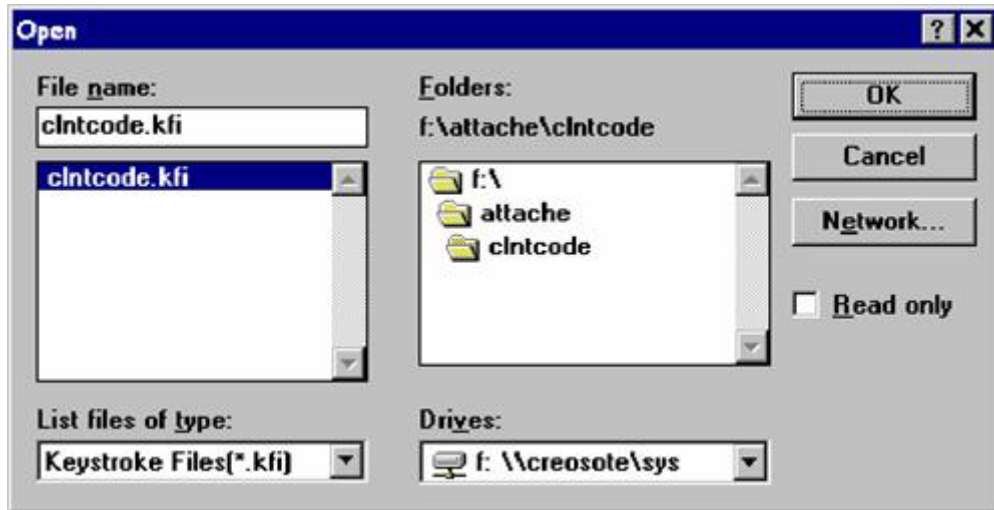 Open
File name:
clntcode.kfi
clntcode.kfi
List files of type:
Keystroke Files(*.kfi)
Folders:
f:\attache\clntcode
f:\
attache
clntcode
Drives:
f: \\creosote\sys
OK
Cancel
Network...
Read only